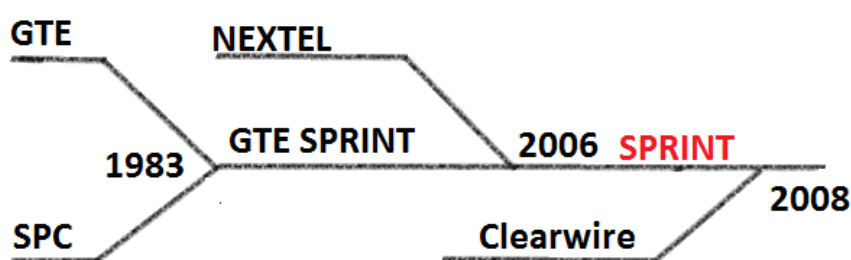 GTE
NEXTEL
GTE SPRINT
2006 SPRINT
1983
2008
SPC
Clearwire